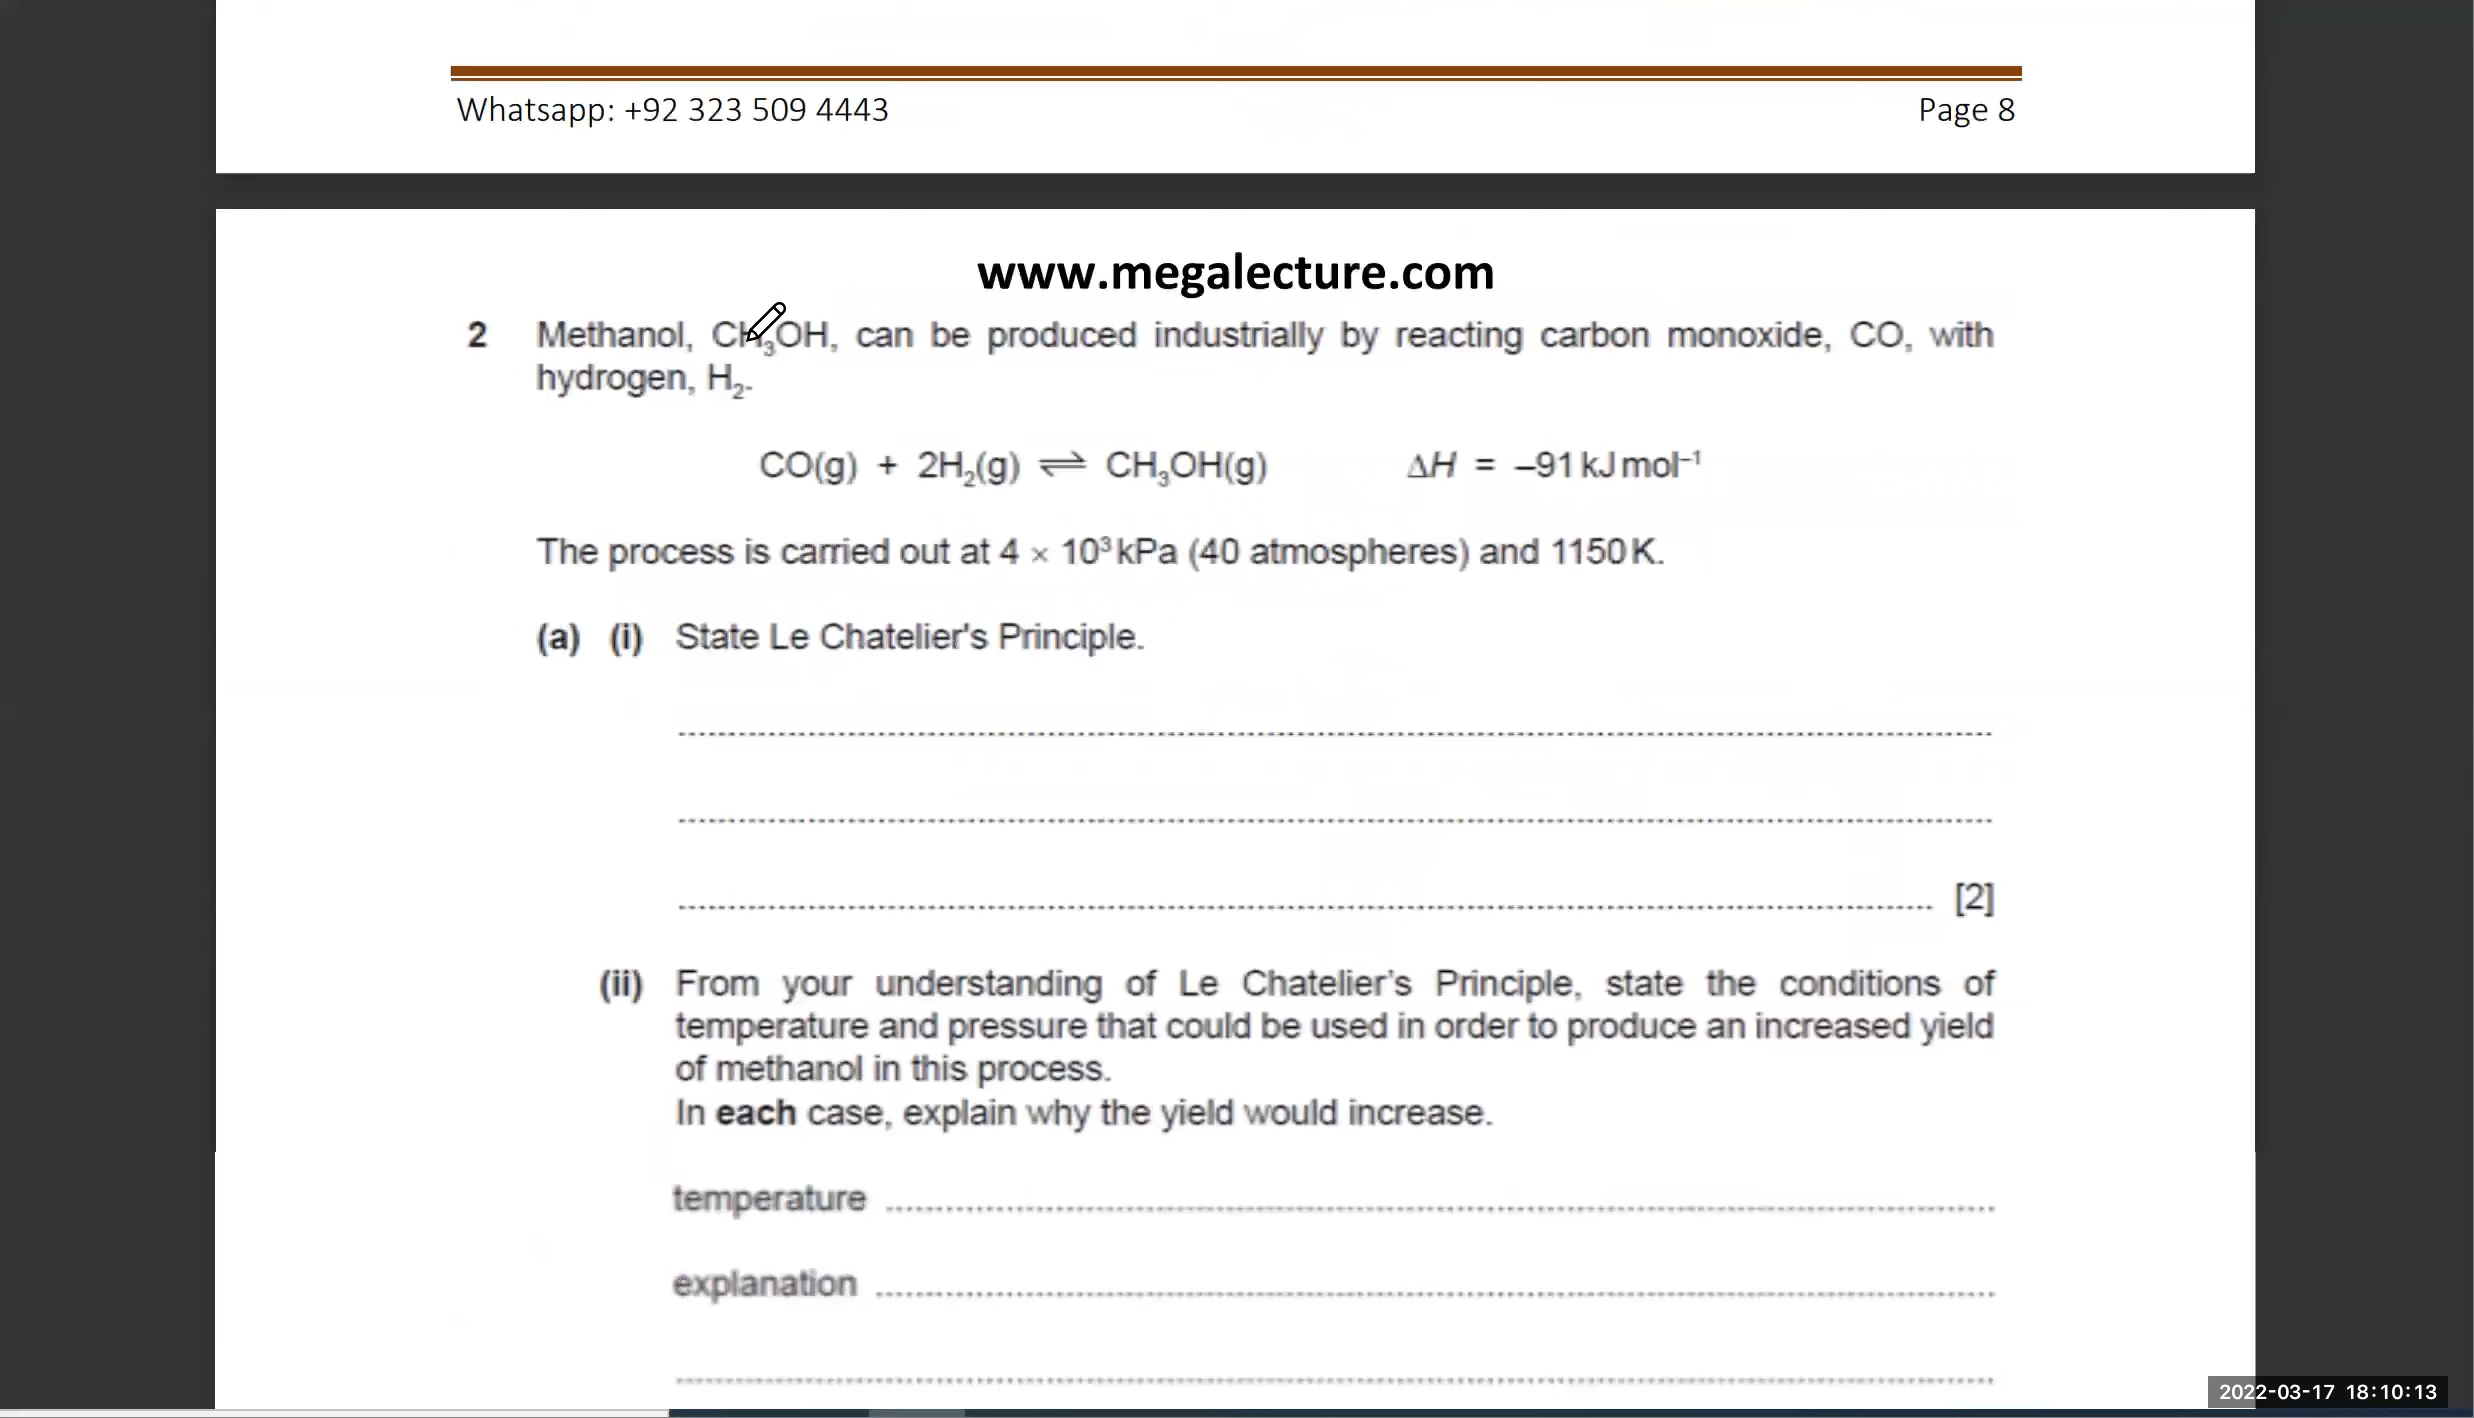 Whatsapp: +92 323 509 4443 Page 8
www.megalecture.com
2 Methanol, CH₃OH, can be produced industrially by reacting carbon monoxide, CO, with
hydrogen, H₂.
CO(g) + 2H₂(g) ⇌ CH₃OH(g) ΔH = –91 kJ mol⁻¹
The process is carried out at 4 × 10³ kPa (40 atmospheres) and 1150 K.
(a) (i) State Le Chatelier's Principle.
[2]
(ii) From your understanding of Le Chatelier's Principle, state the conditions of
temperature and pressure that could be used in order to produce an increased yield
of methanol in this process.
In each case, explain why the yield would increase.
temperature
explanation
2022-03-17 18:10:13